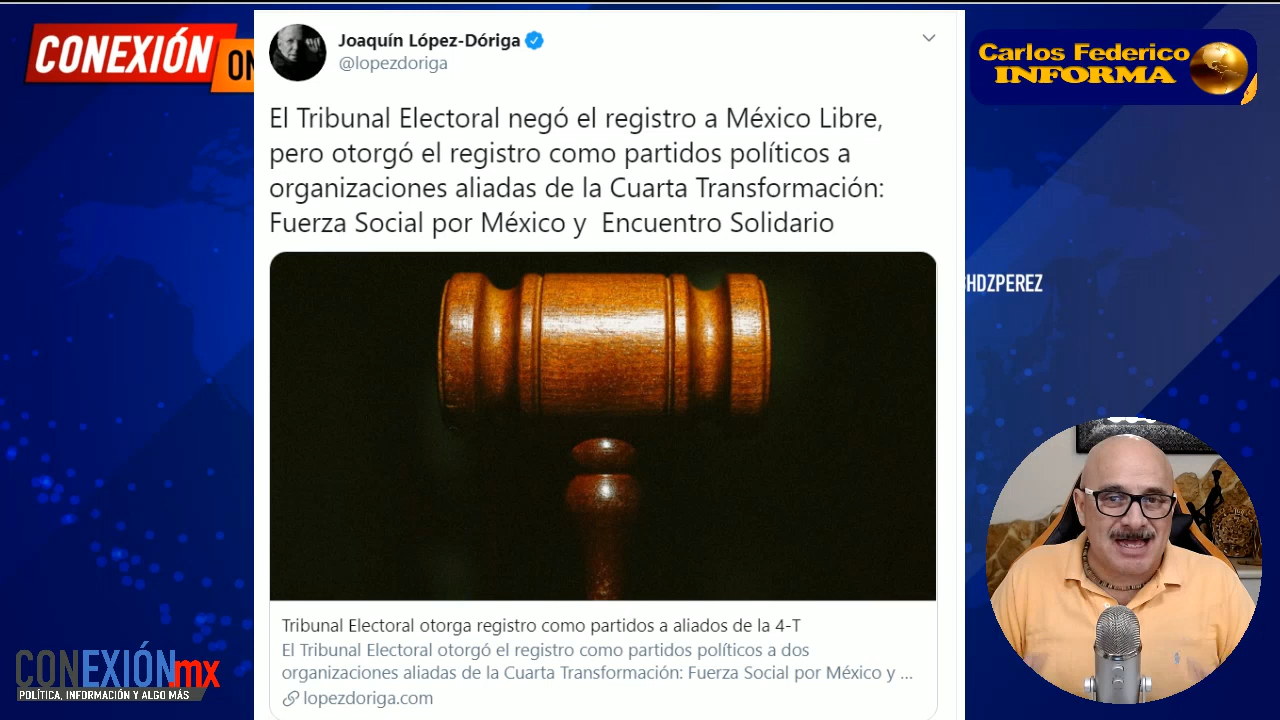 CONEXIÓN
ON
Joaquín López-Dóriga
@lopezdoriga
Carlos Federico
INFORMA
El Tribunal Electoral negó el registro a México Libre,
pero otorgó el registro como partidos políticos a
organizaciones aliadas de la Cuarta Transformación:
Fuerza Social por México y Encuentro Solidario
HDZPEREZ
Tribunal Electoral otorga registro como partidos a aliados de la 4-T
El Tribunal Electoral otorgó el registro como partidos políticos a dos
organizaciones aliadas de la Cuarta Transformación: Fuerza Social por México y ...
lopezdoriga.com
CONEXIÓN.mx
POLÍTICA, INFORMACIÓN Y ALGO MÁS